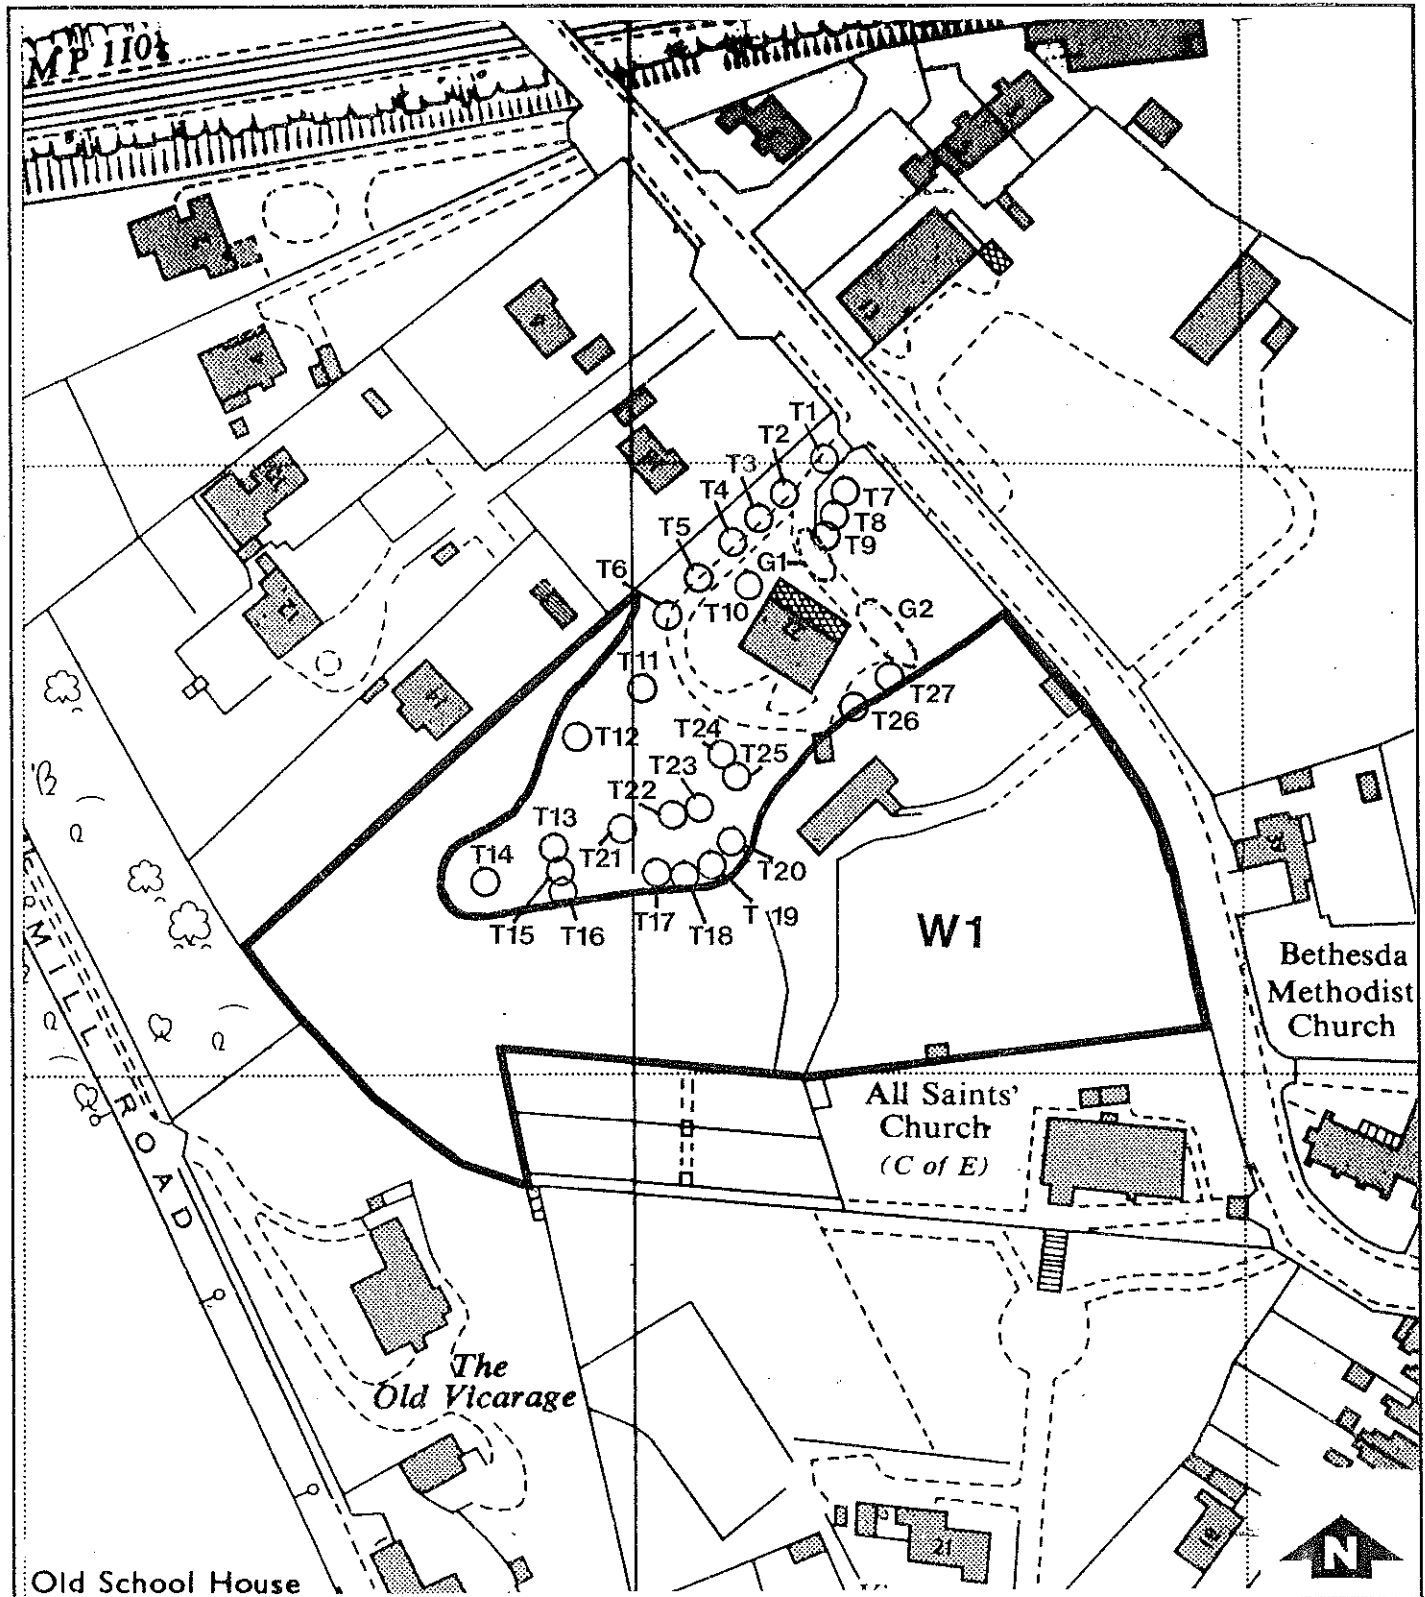 MP 110¼
T1
T2
T3
T4
T5
T6
T7
T8
T9
G1
T10
G2
T11
T27
T26
T12
T24
T25
T23
T22
T13
T21
T20
T14
T15
T16
T17
T18
T 19
W1
Bethesda
Methodist
Church
MILL ROAD
All Saints'
Church
(C of E)
The
Old Vicarage
21
N
Old School House